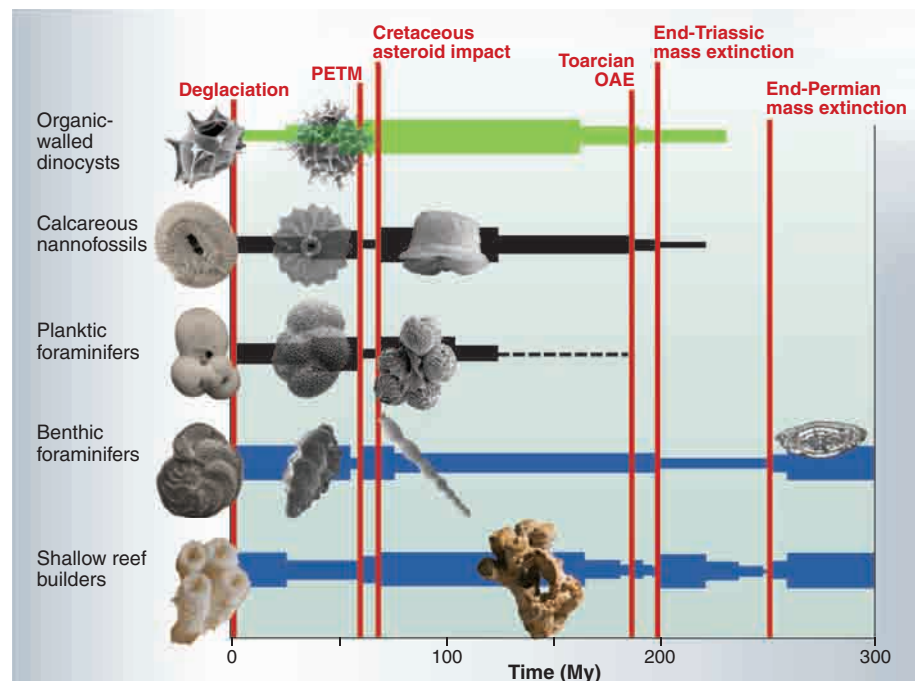 Cretaceous
asteroid impact
End-Triassic
mass extinction
PETM
Toarcian
OAE
Deglaciation
End-Permian
mass extinction
Organic-
walled
dinocysts
Calcareous
nannofossils
Planktic
foraminifers
Benthic
foraminifers
Shallow reef
builders
0
100
200
300
Time (My)